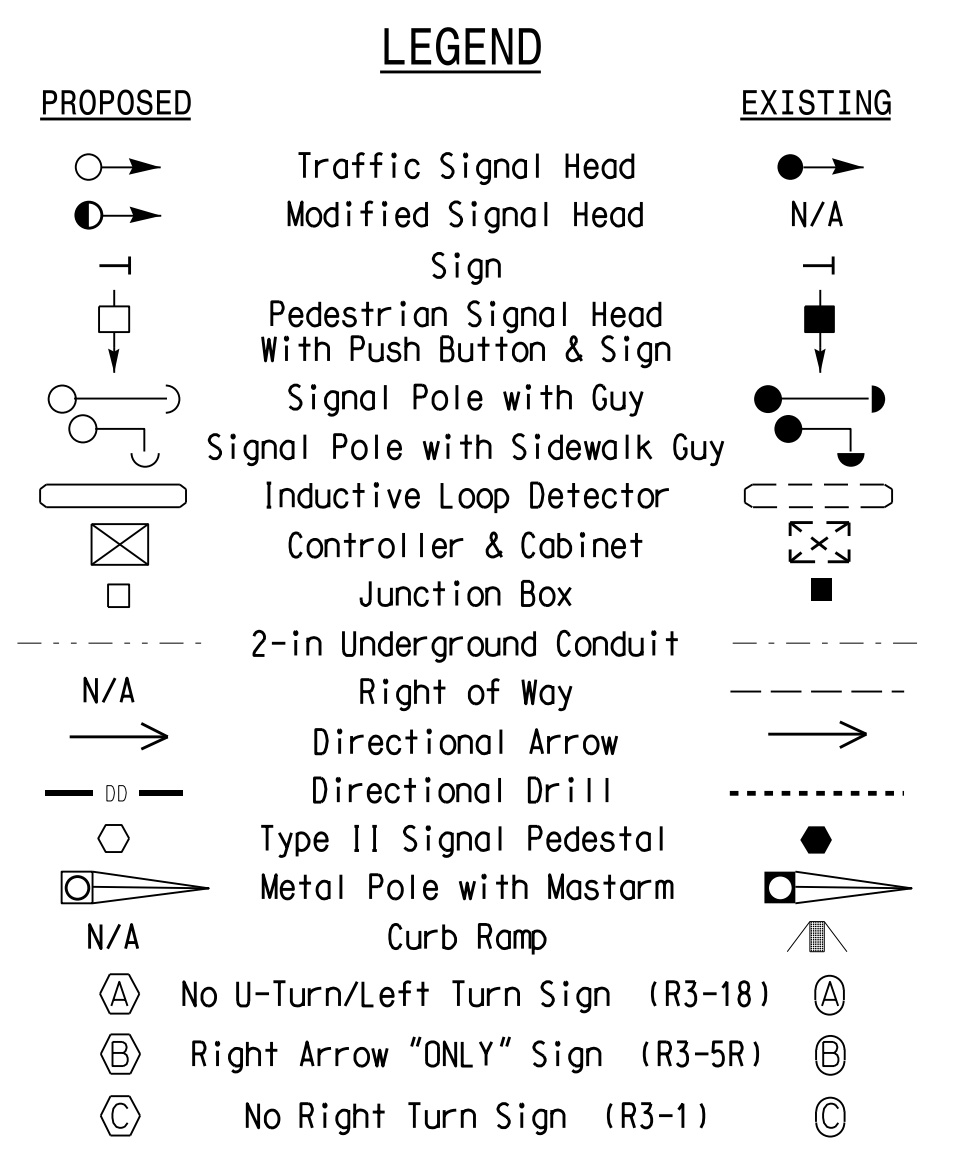 LEGEND
PROPOSED EXISTING
Traffic Signal Head
Modified Signal Head N/A
Sign
Pedestrian Signal Head
With Push Button & Sign
Signal Pole with Guy
Signal Pole with Sidewalk Guy
Inductive Loop Detector
Controller & Cabinet
Junction Box
2-in Underground Conduit
N/A Right of Way
Directional Arrow
DD Directional Drill
Type II Signal Pedestal
Metal Pole with Mastarm
N/A Curb Ramp
A No U-Turn/Left Turn Sign (R3-18) A
B Right Arrow "ONLY" Sign (R3-5R) B
C No Right Turn Sign (R3-1) C